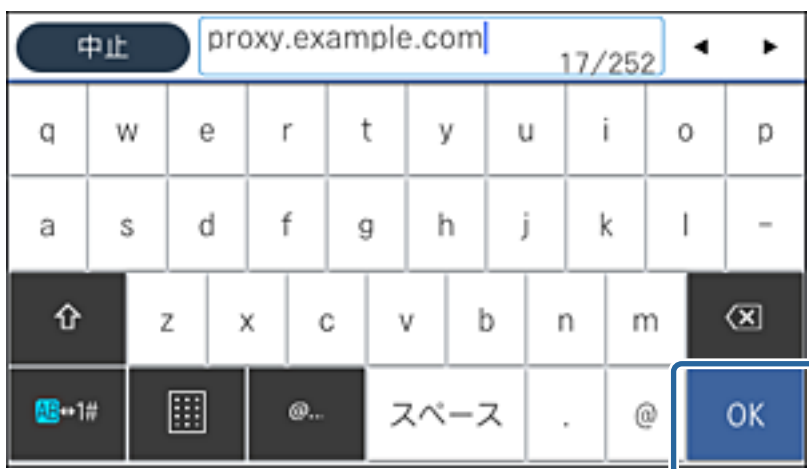 中止 proxy.example.com
17/252
q w e r t y u i o p
a s d f g h j k l -
z x c v b n m
AB↔1# @... スペース . @ OK